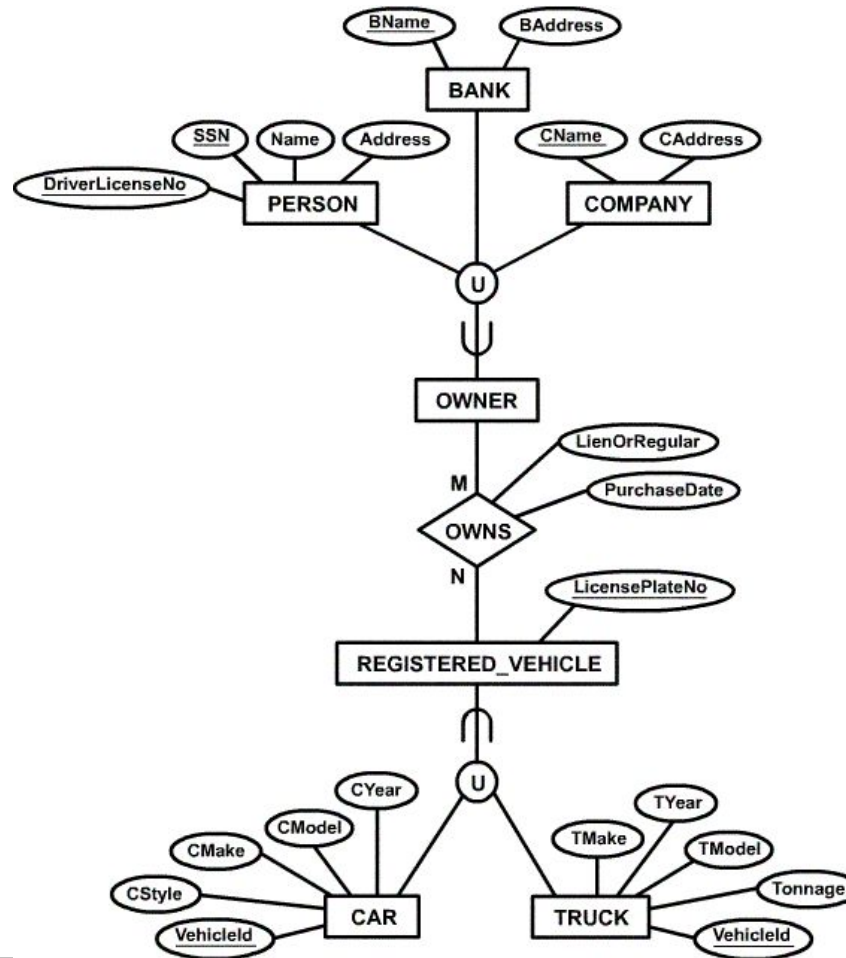 BName
BAddress
BANK
SSN
Name
Address
CName
CAddress
DriverLicenseNo
PERSON
COMPANY
U
OWNER
LienOrRegular
M
PurchaseDate
OWNS
N
LicensePlateNo
REGISTERED_VEHICLE
U
CYear
TYear
CModel
TMake
CMake
TModel
CStyle
Tonnage
CAR
TRUCK
VehicleId
VehicleId